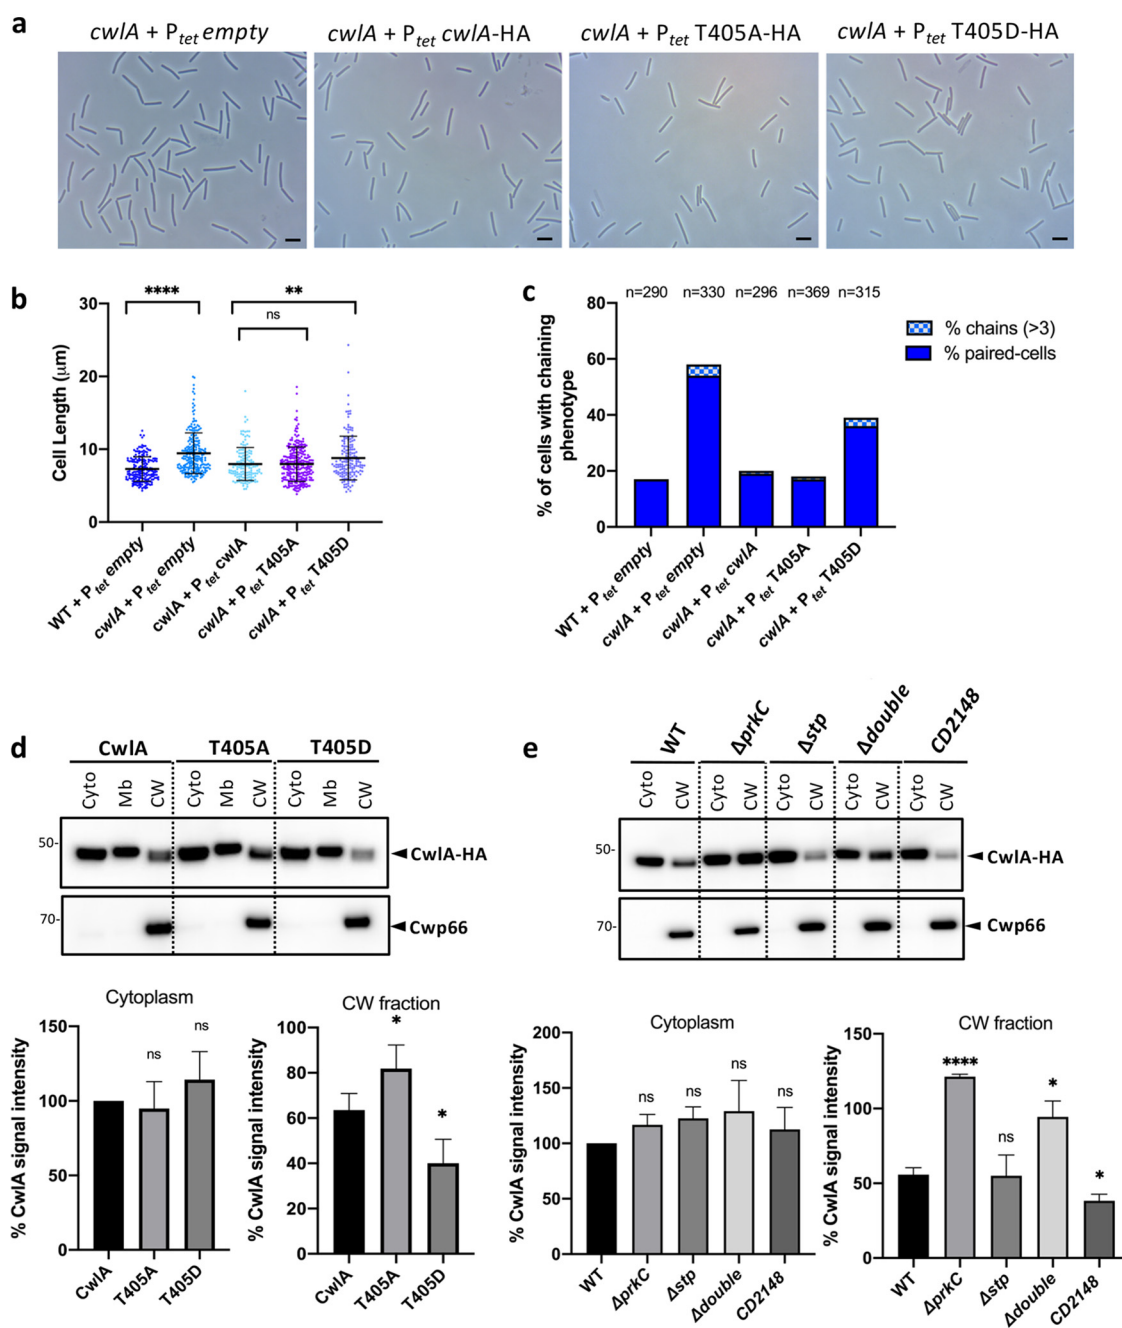 a
cwlA + Ptet empty
cwlA + Ptet cwlA-HA
cwlA + Ptet T405A-HA
cwlA + Ptet T405D-HA
b
Cell Length (µm)
30
20
10
0
****
**
ns
WT + Ptet empty
cwlA + Ptet empty
cwlA + Ptet cwlA
cwlA + Ptet T405A
cwlA + Ptet T405D
c
n=290 n=330 n=296 n=369 n=315
% of cells with chaining phenotype
80
60
40
20
0
% chains (>3)
% paired-cells
WT + Ptet empty
cwlA + Ptet empty
cwlA + Ptet cwlA
cwlA + Ptet T405A
cwlA + Ptet T405D
d
CwlA T405A T405D
Cyto Mb CW Cyto Mb CW Cyto Mb CW
50-
CwlA-HA
70-
Cwp66
Cytoplasm
% CwlA signal intensity
150
100
50
0
ns
ns
CwlA
T405A
T405D
CW fraction
% CwlA signal intensity
100
80
60
40
20
0
*
*
CwlA
T405A
T405D
e
WT ΔprkC Δstp Δdouble CD2148
Cyto CW Cyto CW Cyto CW Cyto CW Cyto CW
50-
CwlA-HA
70-
Cwp66
Cytoplasm
% CwlA signal intensity
200
150
100
50
0
ns
ns
ns
ns
WT
ΔprkC
Δstp
Δdouble
CD2148
CW fraction
% CwlA signal intensity
150
100
50
0
****
ns
*
*
WT
ΔprkC
Δstp
Δdouble
CD2148